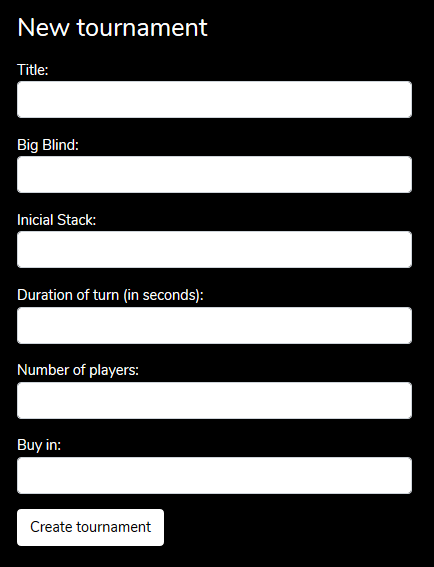 New tournament
Title:
Big Blind:
Inicial Stack:
Duration of turn (in seconds):
Number of players:
Buy in:
Create tournament